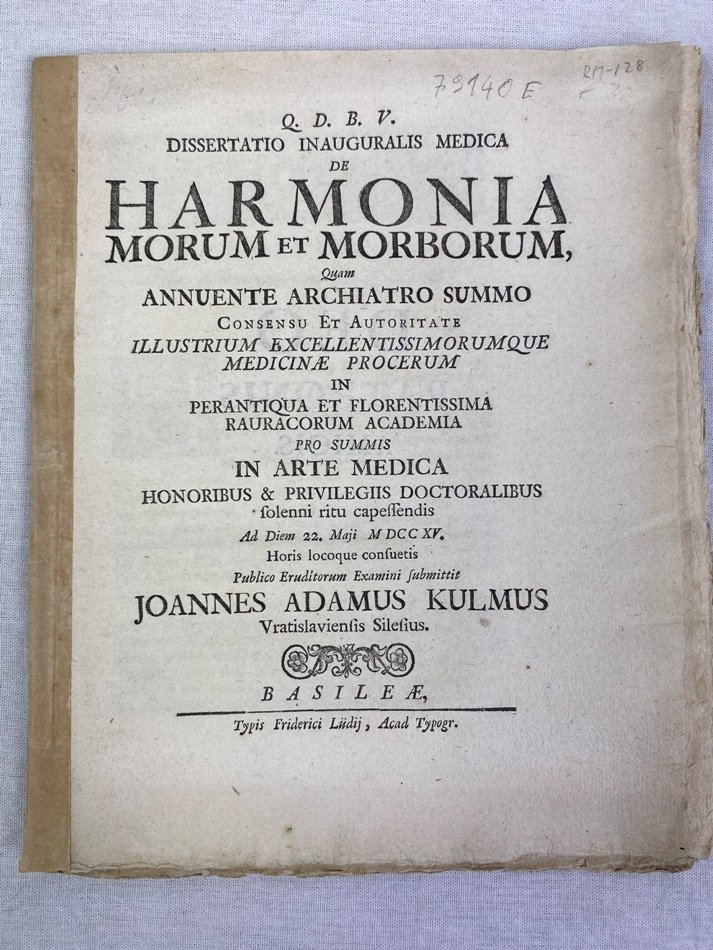 79140 E
RM-128
Q. D. B. V.
DISSERTATIO INAUGURALIS MEDICA
DE
HARMONIA
MORUM ET MORBORUM,
Quam
ANNUENTE ARCHIATRO SUMMO
CONSENSU ET AUTORITATE
ILLUSTRIUM EXCELLENTISSIMORUMQUE
MEDICINÆ PROCERUM
IN
PERANTIQUA ET FLORENTISSIMA
RAURACORUM ACADEMIA
PRO SUMMIS
IN ARTE MEDICA
HONORIBUS & PRIVILEGIIS DOCTORALIBUS
ſolenni ritu capeſſendis
Ad Diem 22. Maji MDCCXV.
Horis locoque conſuetis
Publico Eruditorum Examini ſubmittit
JOANNES ADAMUS KULMUS
Vratislavienſis Sileſius.
BASILEÆ,
Typis Friderici Lüdij, Acad Typogr.